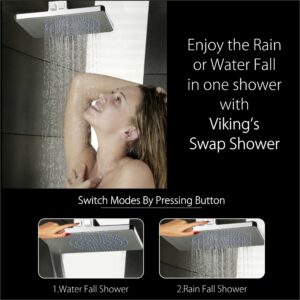 Enjoy the Rain
or Water Fall
in one shower
with
Viking's
Swap Shower
Switch Modes By Pressing Button
1.Water Fall Shower
2.Rain Fall Shower